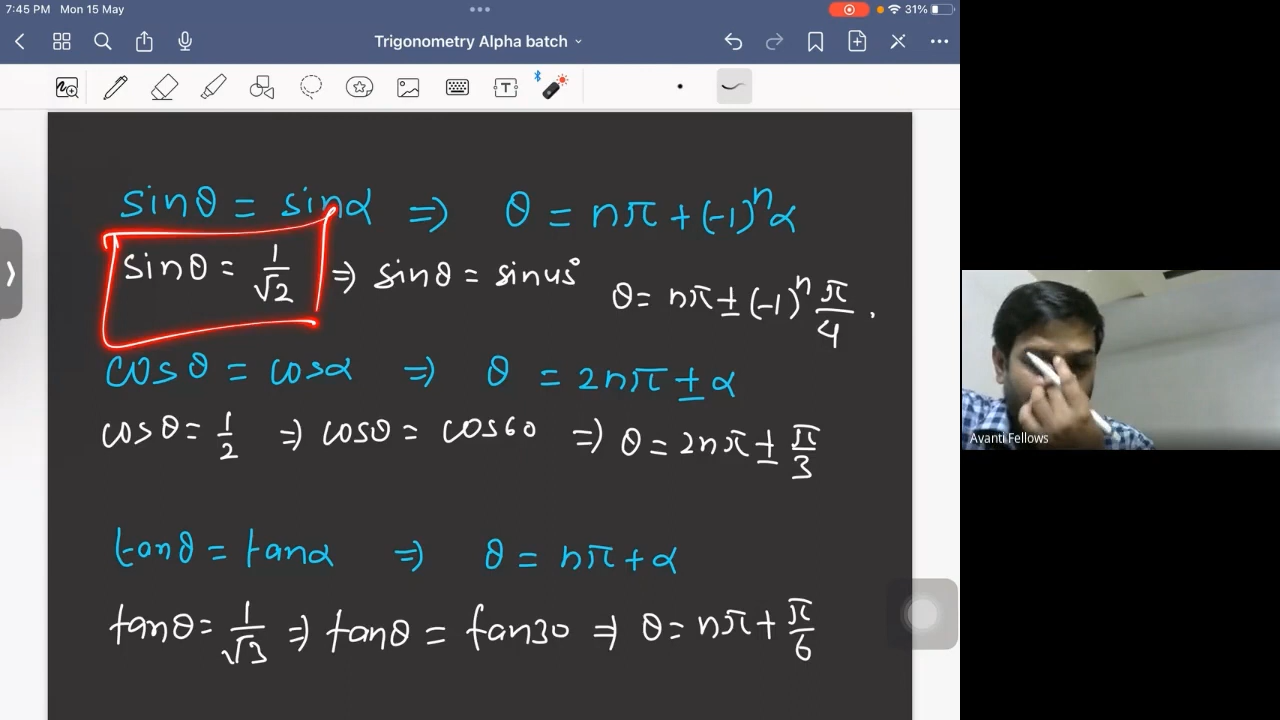 7:45 PM Mon 15 May
31%
Trigonometry Alpha batch
T
sinθ = sinα ⇒ θ = nπ + (-1)ⁿα
sinθ = 1/√2 ⇒ sinθ = sin45° θ = nπ ± (-1)ⁿ π/4 .
cosθ = cosα ⇒ θ = 2nπ ± α
cosθ = 1/2 ⇒ cosθ = cos60 ⇒ θ = 2nπ ± π/3
tanθ = tanα ⇒ θ = nπ + α
tanθ = 1/√3 ⇒ tanθ = tan30 ⇒ θ = nπ + π/6
Avanti Fellows